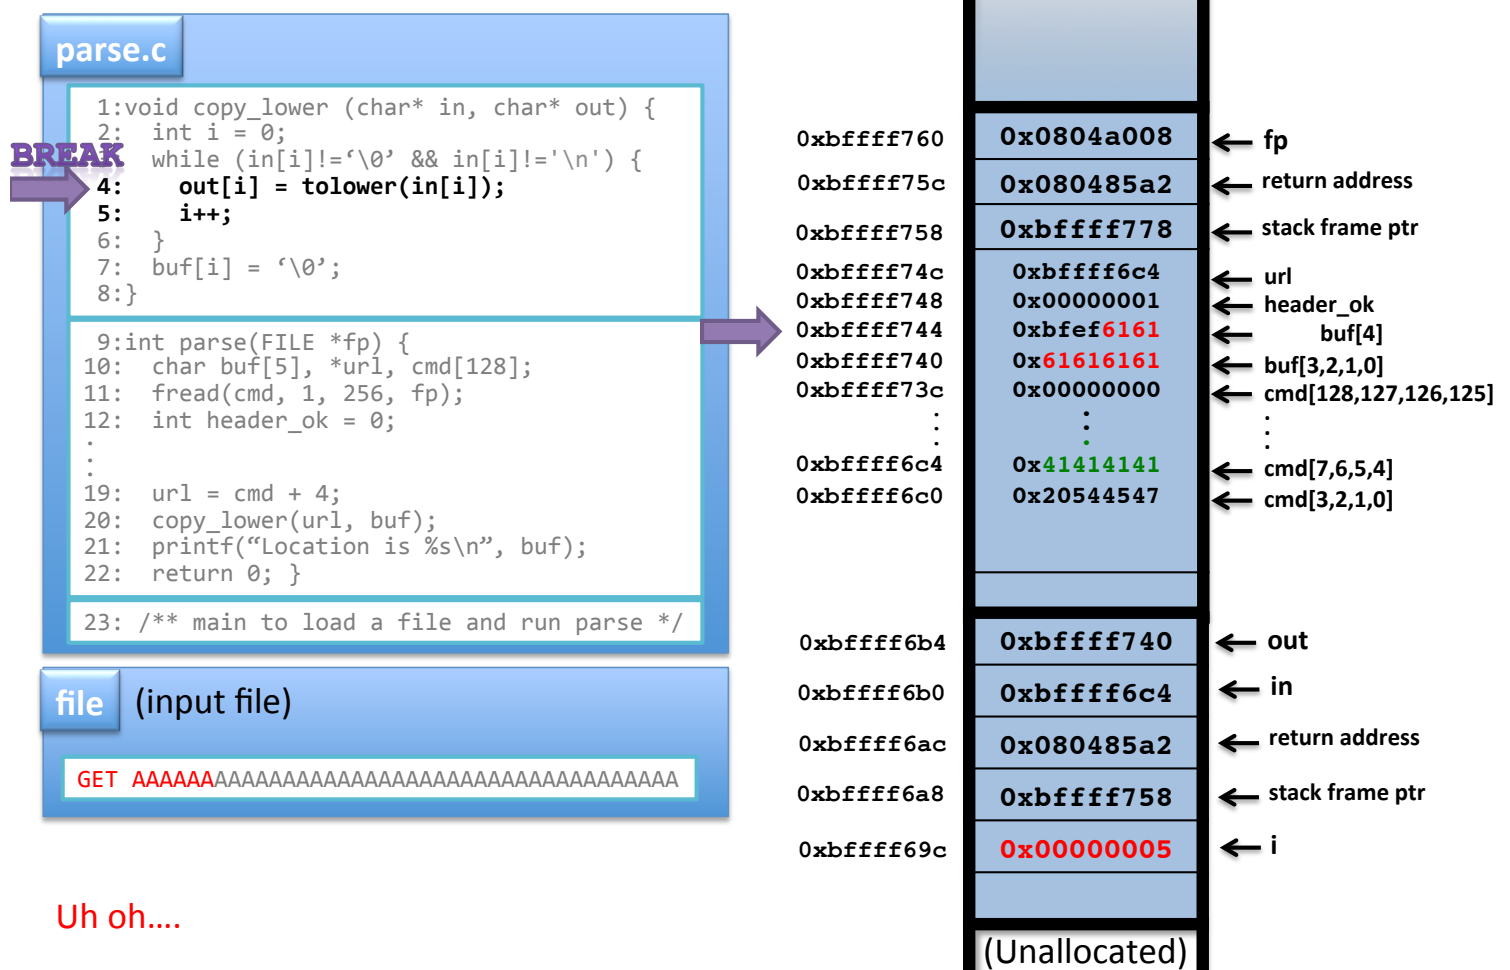 parse.c
1:void copy_lower (char* in, char* out) {
2:  int i = 0;
BREAK
3:  while (in[i]!=‘\0’ && in[i]!='\n') {
4:    out[i] = tolower(in[i]);
5:    i++;
6:  }
7:  buf[i] = ‘\0’;
8:}
9:int parse(FILE *fp) {
10:  char buf[5], *url, cmd[128];
11:  fread(cmd, 1, 256, fp);
12:  int header_ok = 0;
.
.
19:  url = cmd + 4;
20:  copy_lower(url, buf);
21:  printf(“Location is %s\n”, buf);
22:  return 0; }
23: /** main to load a file and run parse */
file (input file)
GET AAAAAAAAAAAAAAAAAAAAAAAAAAAAAAAAAAAAAAAA
Uh oh....
0xbffff760 0x0804a008 fp
0xbffff75c 0x080485a2 return address
0xbffff758 0xbffff778 stack frame ptr
0xbffff74c 0xbffff6c4 url
0xbffff748 0x00000001 header_ok
0xbffff744 0xbfef6161 buf[4]
0xbffff740 0x61616161 buf[3,2,1,0]
0xbffff73c 0x00000000 cmd[128,127,126,125]
. . .
. . .
. . .
0xbffff6c4 0x41414141 cmd[7,6,5,4]
0xbffff6c0 0x20544547 cmd[3,2,1,0]
0xbffff6b4 0xbffff740 out
0xbffff6b0 0xbffff6c4 in
0xbffff6ac 0x080485a2 return address
0xbffff6a8 0xbffff758 stack frame ptr
0xbffff69c 0x00000005 i
(Unallocated)